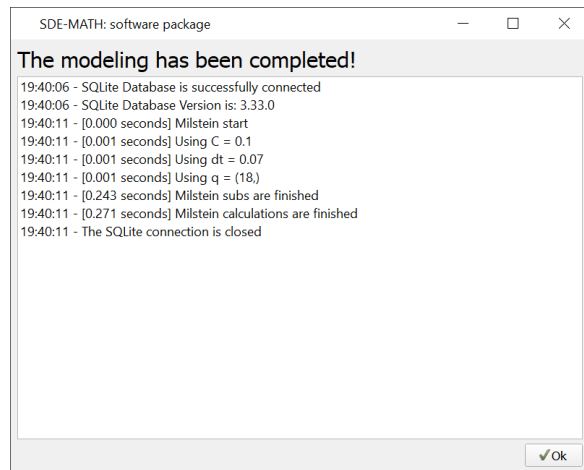 SDE-MATH: software package
The modeling has been completed!
19:40:06 - SQLite Database is successfully connected
19:40:06 - SQLite Database Version is: 3.33.0
19:40:11 - [0.000 seconds] Milstein start
19:40:11 - [0.001 seconds] Using C = 0.1
19:40:11 - [0.001 seconds] Using dt = 0.07
19:40:11 - [0.001 seconds] Using q = (18,)
19:40:11 - [0.243 seconds] Milstein subs are finished
19:40:11 - [0.271 seconds] Milstein calculations are finished
19:40:11 - The SQLite connection is closed
Ok